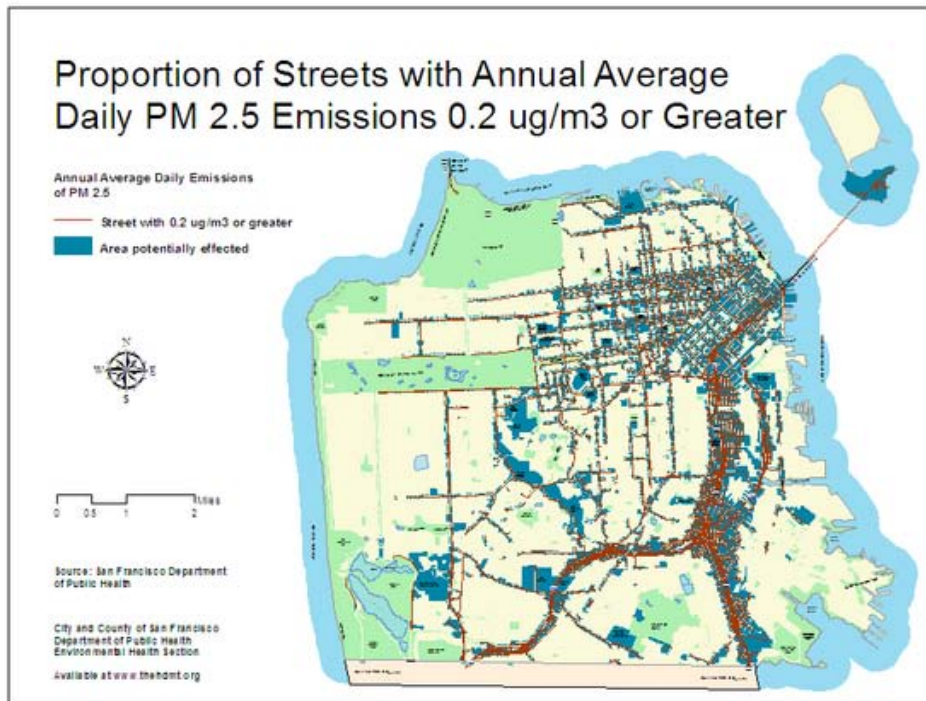 Proportion of Streets with Annual Average
Daily PM 2.5 Emissions 0.2 ug/m3 or Greater
Annual Average Daily Emissions
of PM 2.5
Street with 0.2 ug/m3 or greater
Area potentially effected
N
W
E
S
Miles
0 0.5 1 2
Source: San Francisco Department
of Public Health
City and County of San Francisco
Department of Public Health
Environmental Health Section
Available at www.thehdmt.org